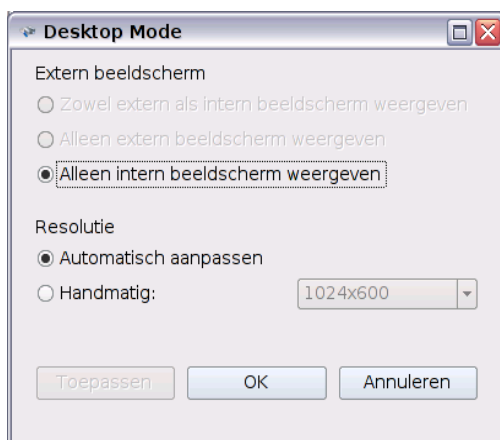 Desktop Mode
Extern beeldscherm
Zowel extern als intern beeldscherm weergeven
Alleen extern beeldscherm weergeven
Alleen intern beeldscherm weergeven
Resolutie
Automatisch aanpassen
Handmatig: 1024x600
Toepassen OK Annuleren